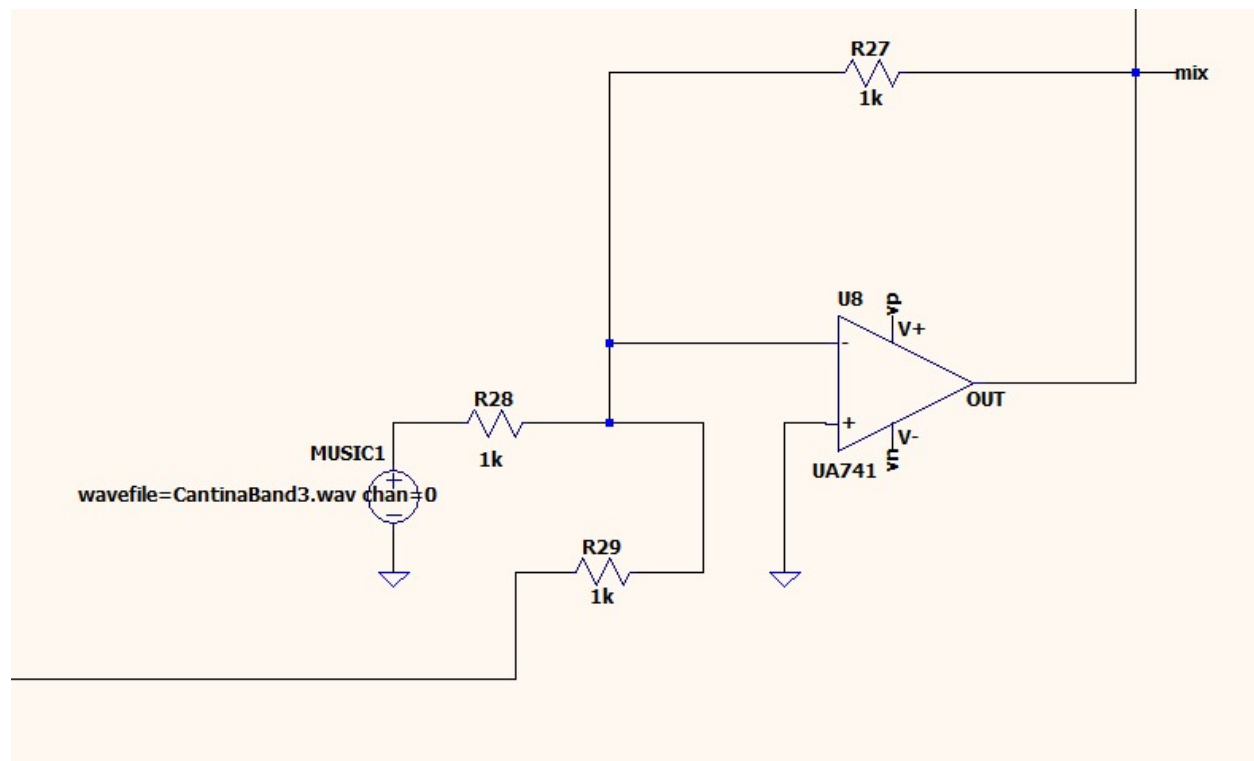 R27
1k
mix
U8
vp
V+
-
+
OUT
V-
vn
UA741
R28
1k
MUSIC1
+
wavefile=CantinaBand3.wav chan=0
R29
1k